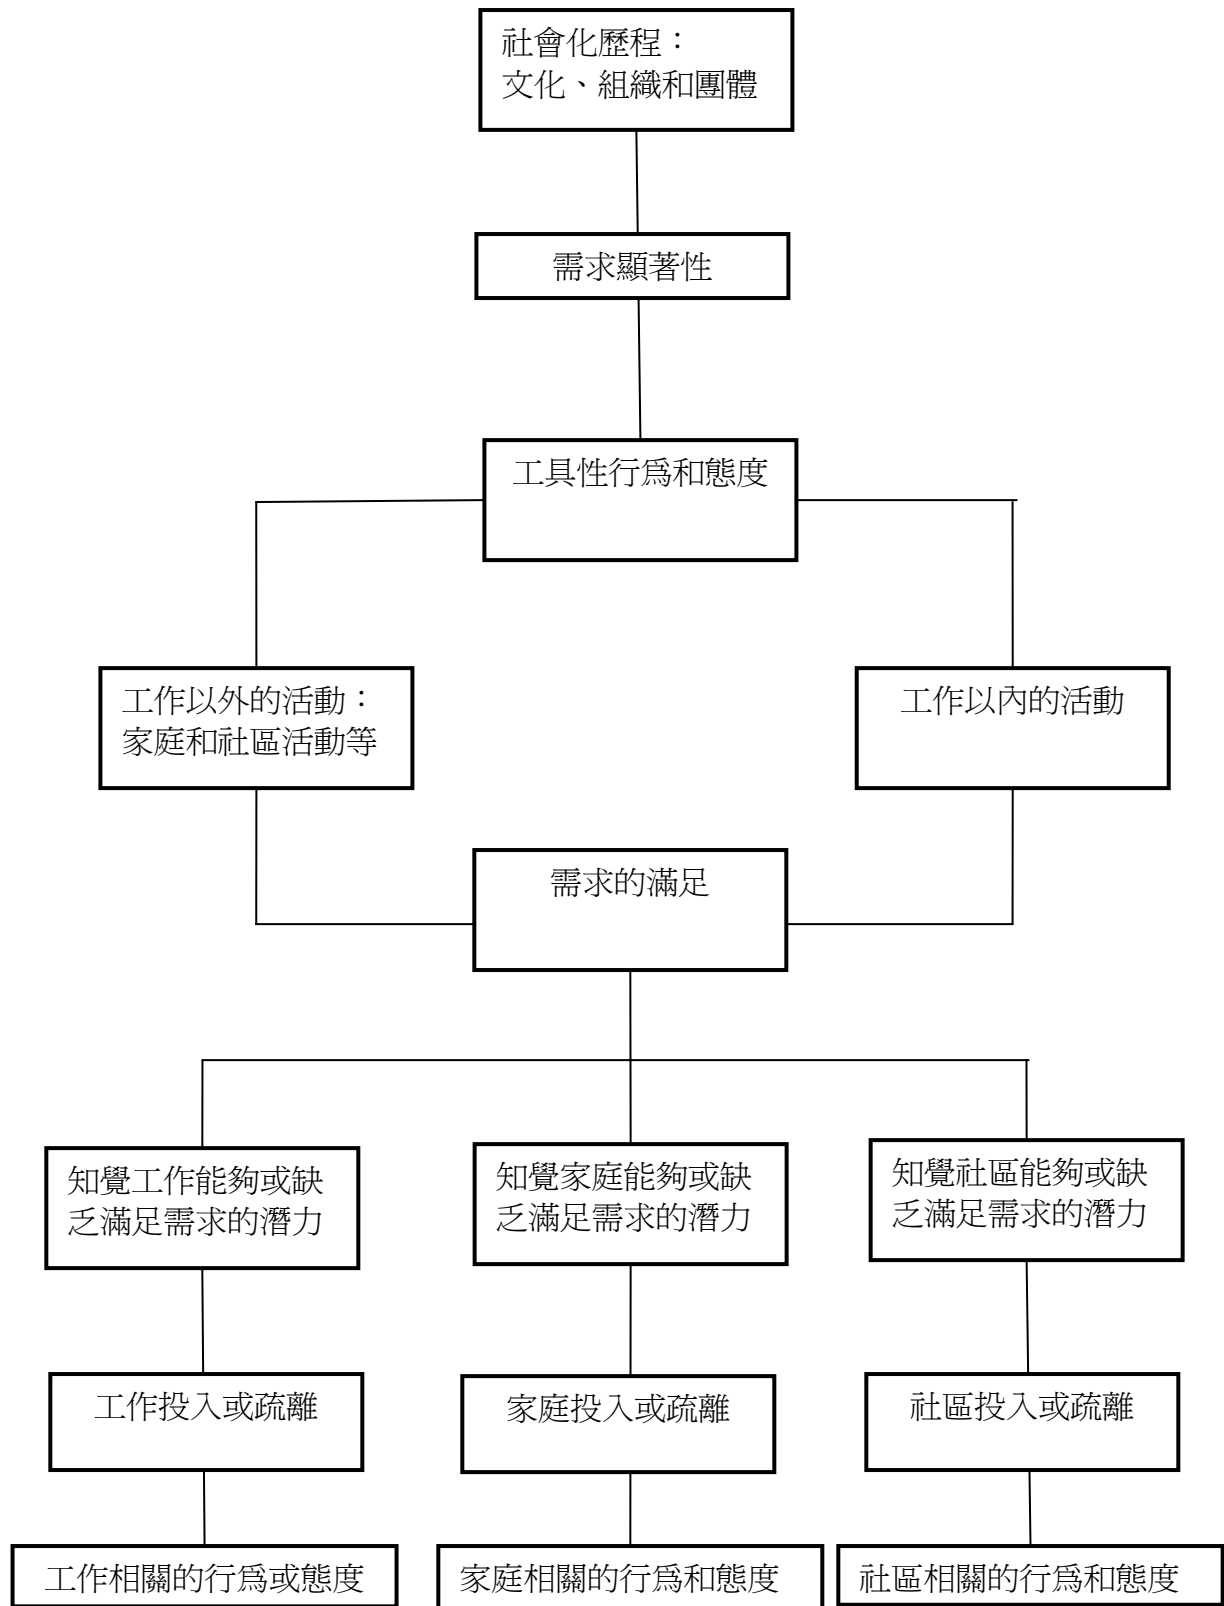 社會化歷程：
文化、組織和團體
需求顯著性
工具性行為和態度
工作以外的活動：
家庭和社區活動等
工作以內的活動
需求的滿足
知覺工作能夠或缺
乏滿足需求的潛力
知覺家庭能夠或缺
乏滿足需求的潛力
知覺社區能夠或缺
乏滿足需求的潛力
工作投入或疏離
家庭投入或疏離
社區投入或疏離
工作相關的行為或態度
家庭相關的行為和態度
社區相關的行為和態度